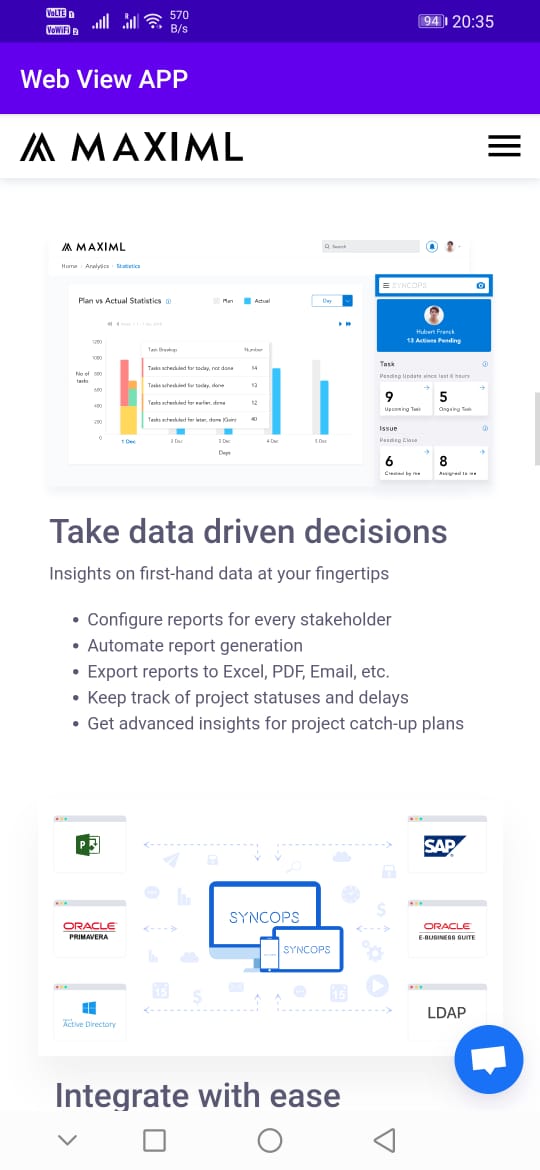 VoLTE 1
VoWiFi 2
570
B/s
94
20:35
Web View APP
MAXIML
MAXIML
Search
Home / Analytics / Statistics
Plan vs Actual Statistics
Plan
Actual
Day
SYNCOPS
Hubert Franck
13 Actions Pending
Task
Pending Update since last 6 hours
9
5
Upcoming Task
Ongoing Task
Issue
Pending Close
6
8
Created by me
Assigned to me
No of
tasks
1200
1000
800
600
400
200
0
Number
Tasks scheduled for today, not done
14
Tasks scheduled for today, done
13
Tasks scheduled for earlier, done
12
Tasks scheduled for later, done
40
1 Dec
2 Dec
3 Dec
4 Dec
5 Dec
Days
Take data driven decisions
Insights on first-hand data at your fingertips
• Configure reports for every stakeholder
• Automate report generation
• Export reports to Excel, PDF, Email, etc.
• Keep track of project statuses and delays
• Get advanced insights for project catch-up plans
P
SAP
ORACLE
PRIMAVERA
SYNCOPS
SYNCOPS
ORACLE
E-BUSINESS SUITE
15
$
$
15
Active Directory
LDAP
Integrate with ease